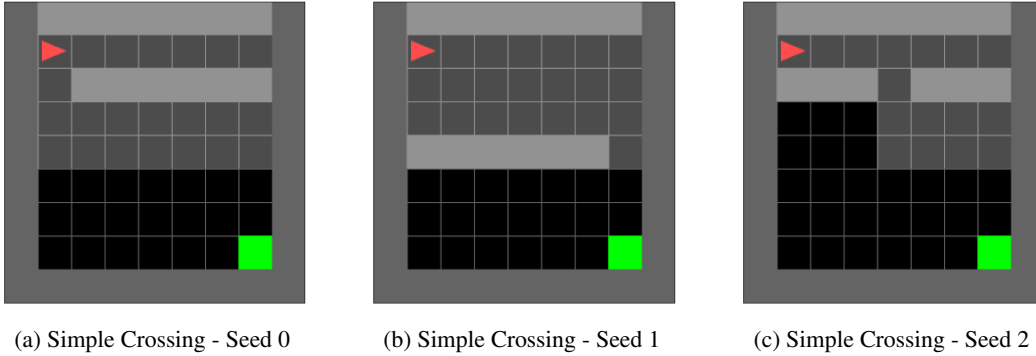 (a) Simple Crossing - Seed 0
(b) Simple Crossing - Seed 1
(c) Simple Crossing - Seed 2